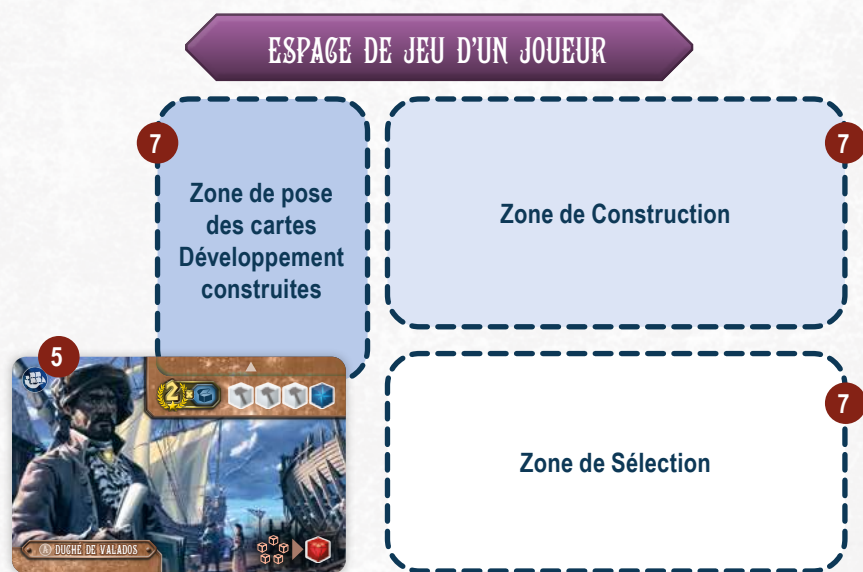 ESPACE DE JEU D'UN JOUEUR
7
Zone de pose
des cartes
Développement
construites
7
Zone de Construction
5
2 x
(A) DUCHÉ DE VALADOS
7
Zone de Sélection